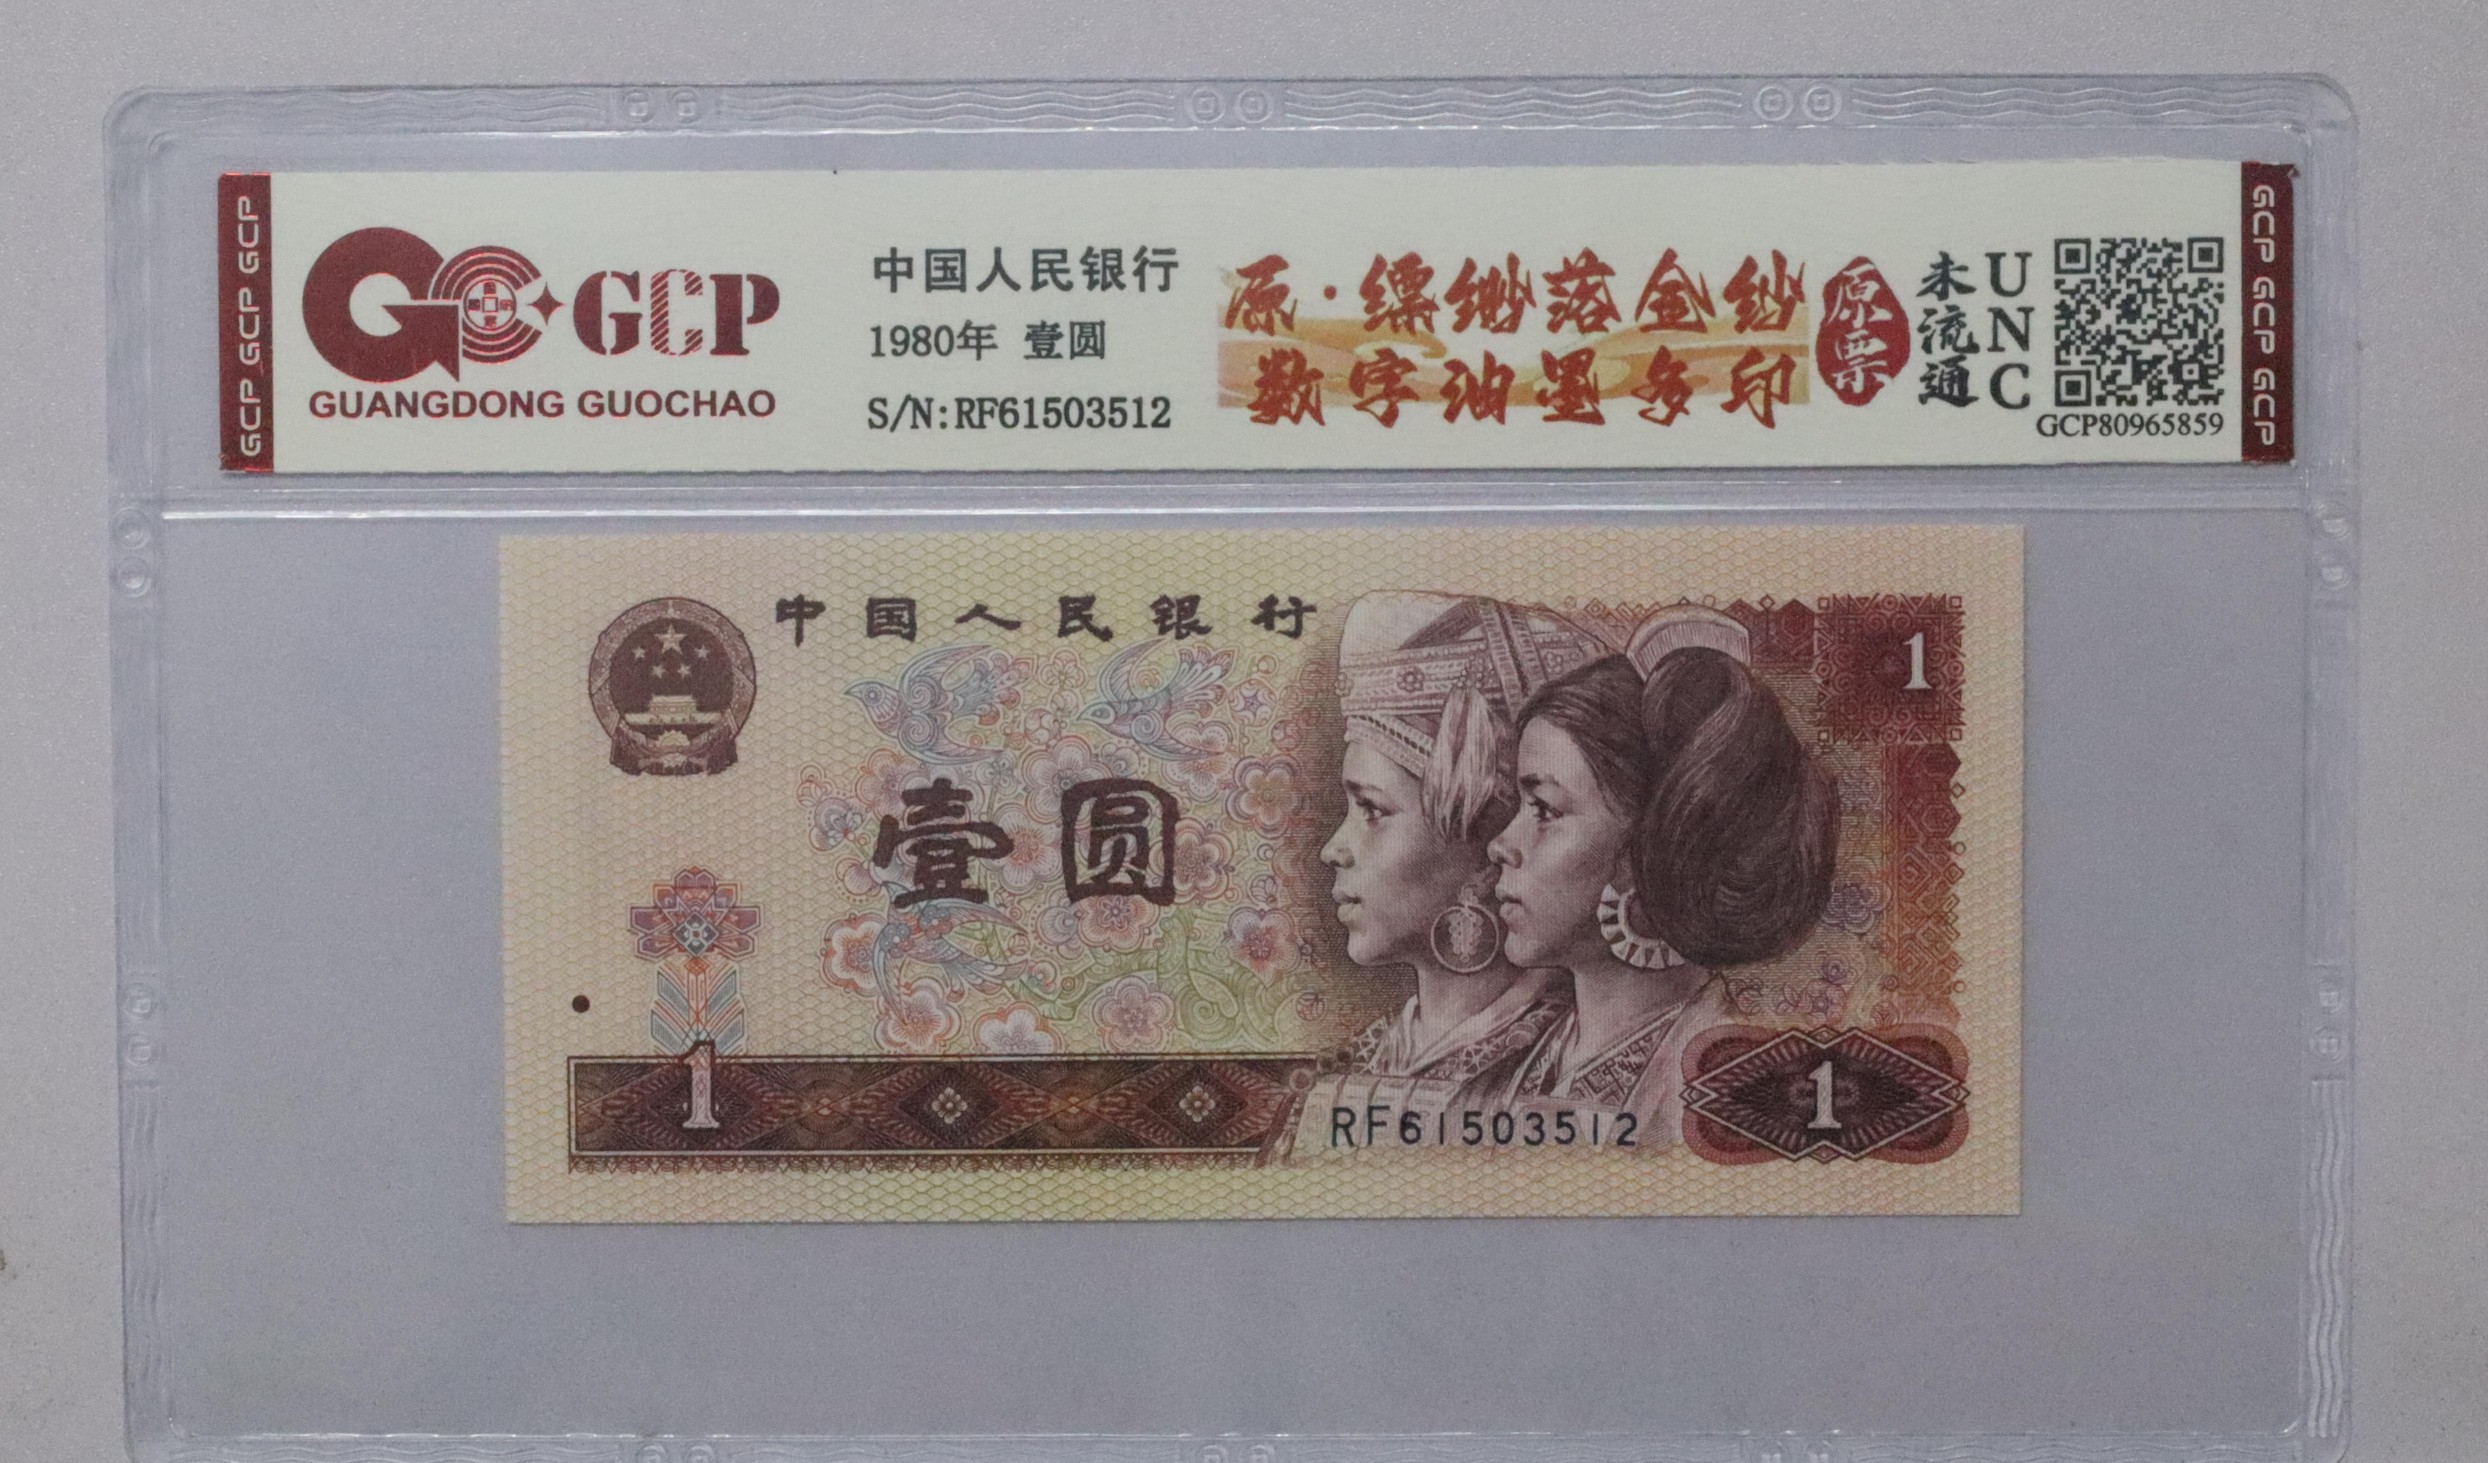 GCP GCP GCP
GCP
GUANGDONG GUOCHAO
中国人民银行
1980年 壹圆
S/N:RF61503512
原·缥缈落金纱
数字油墨多印
原票
未流通
UNC
GCP80965859
GCP GCP GCP
中国人民银行
1
壹圆
1
RF61503512
1